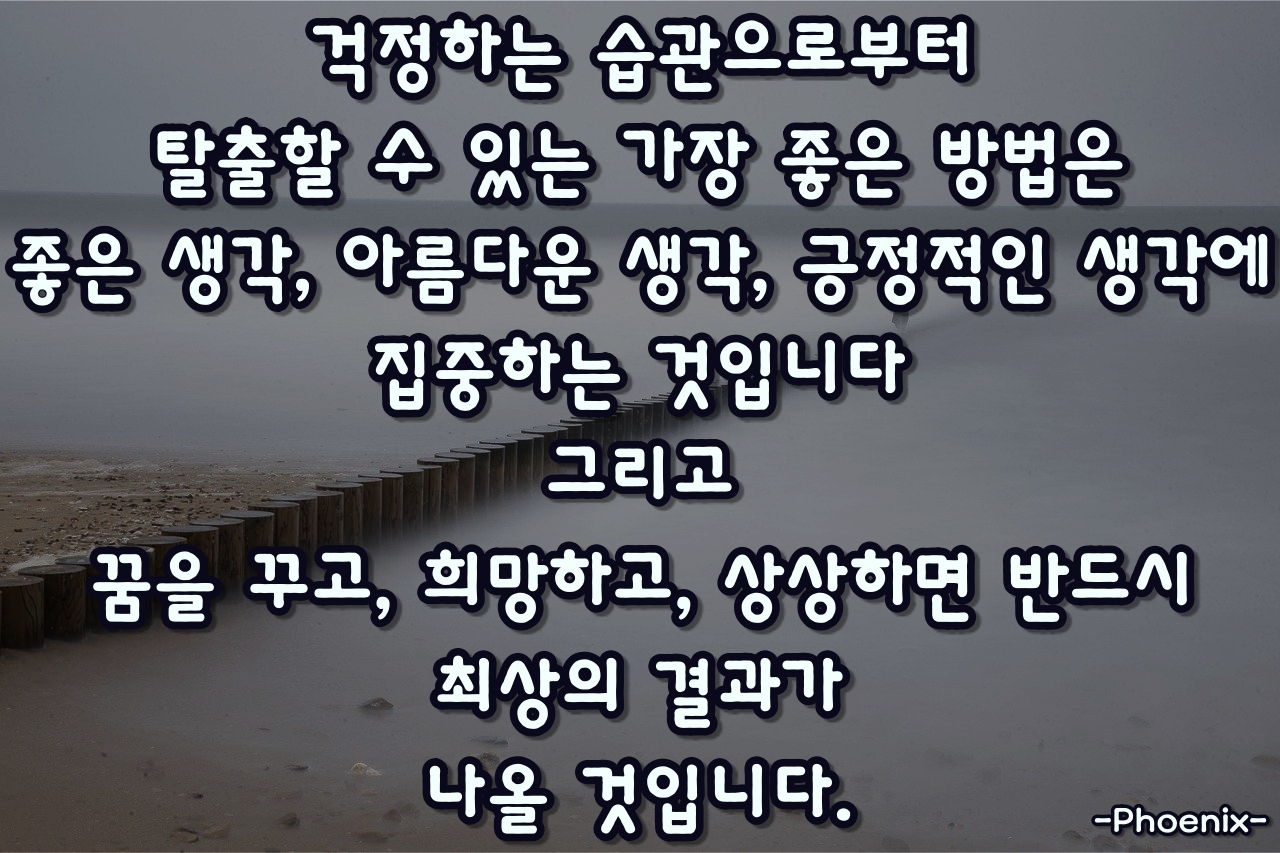 걱정하는 습관으로부터
탈출할 수 있는 가장 좋은 방법은
좋은 생각, 아름다운 생각, 긍정적인 생각에
집중하는 것입니다
그리고
꿈을 꾸고, 희망하고, 상상하면 반드시
최상의 결과가
나올 것입니다.
-Phoenix-